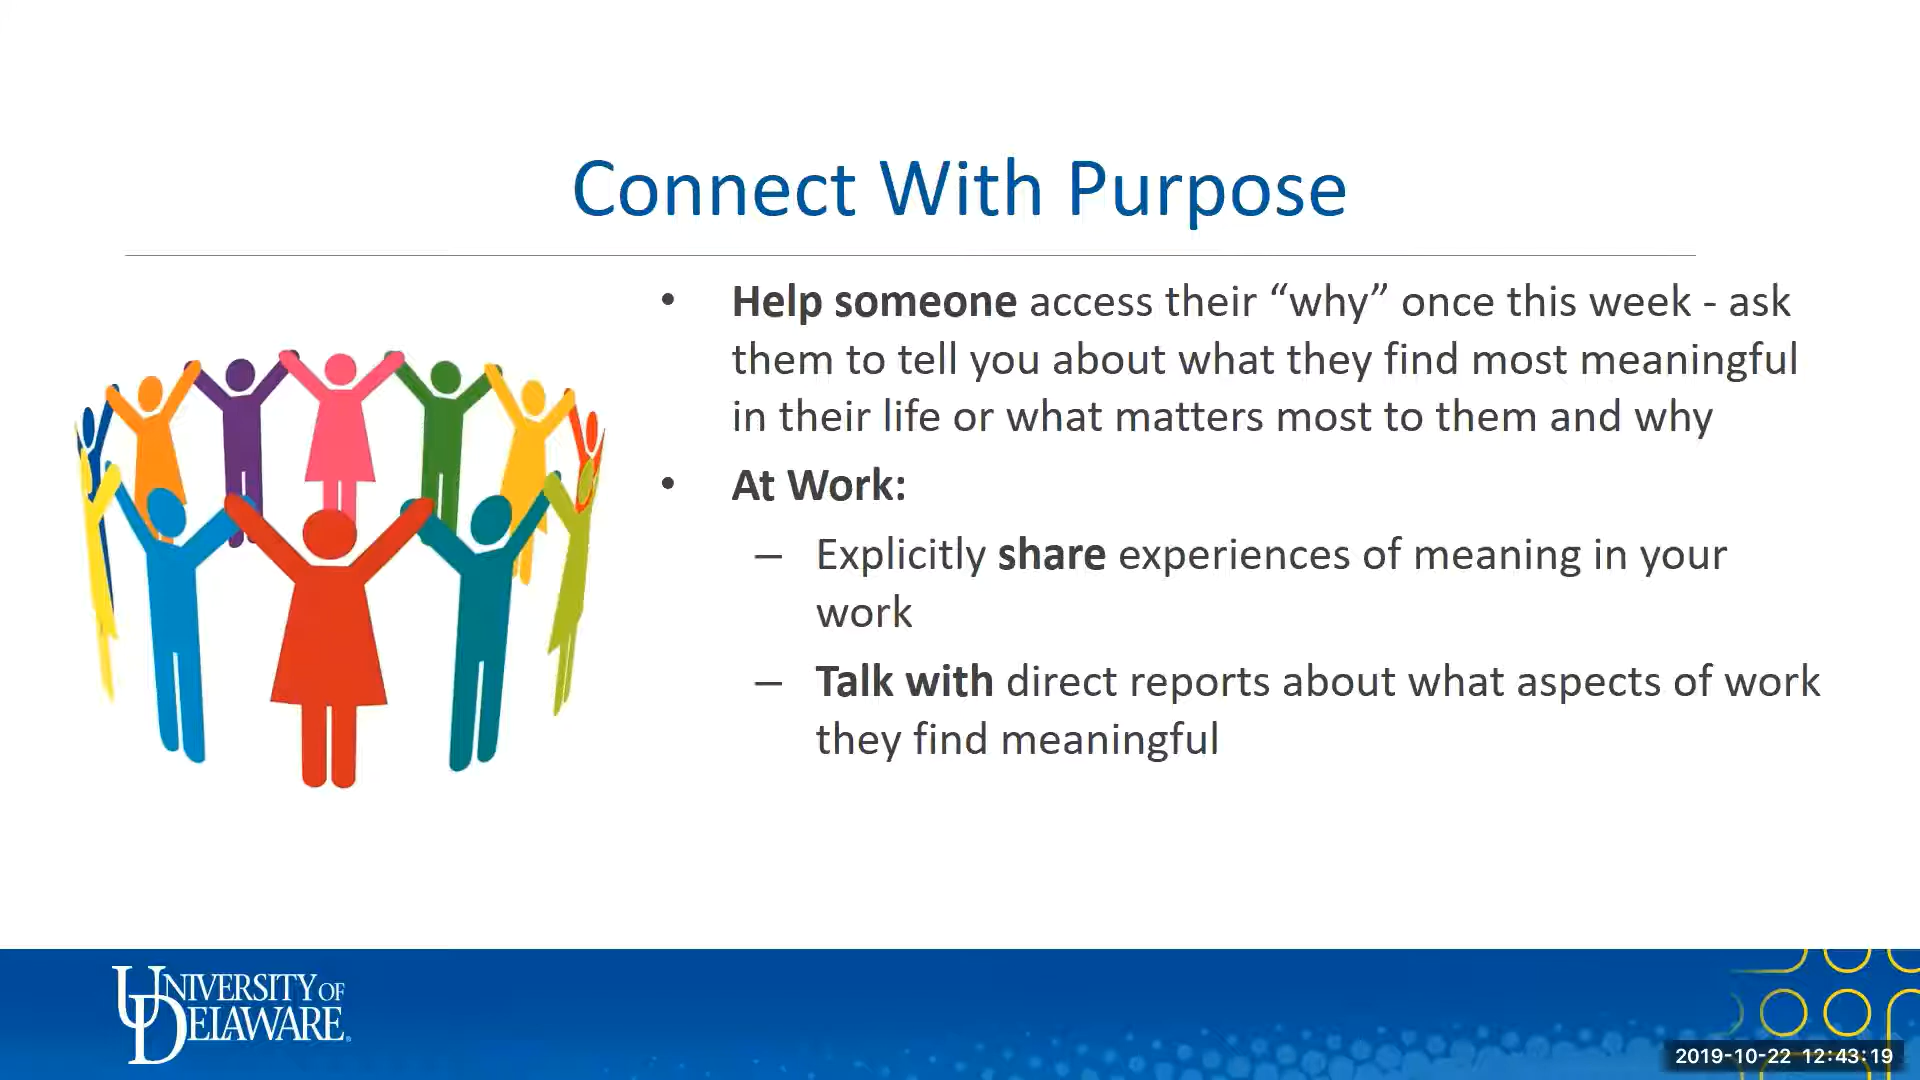 Connect With Purpose
• Help someone access their “why” once this week - ask
them to tell you about what they find most meaningful
in their life or what matters most to them and why
• At Work:
– Explicitly share experiences of meaning in your
work
– Talk with direct reports about what aspects of work
they find meaningful
UNIVERSITY OF
DELAWARE.
2019-10-22 12:43:19